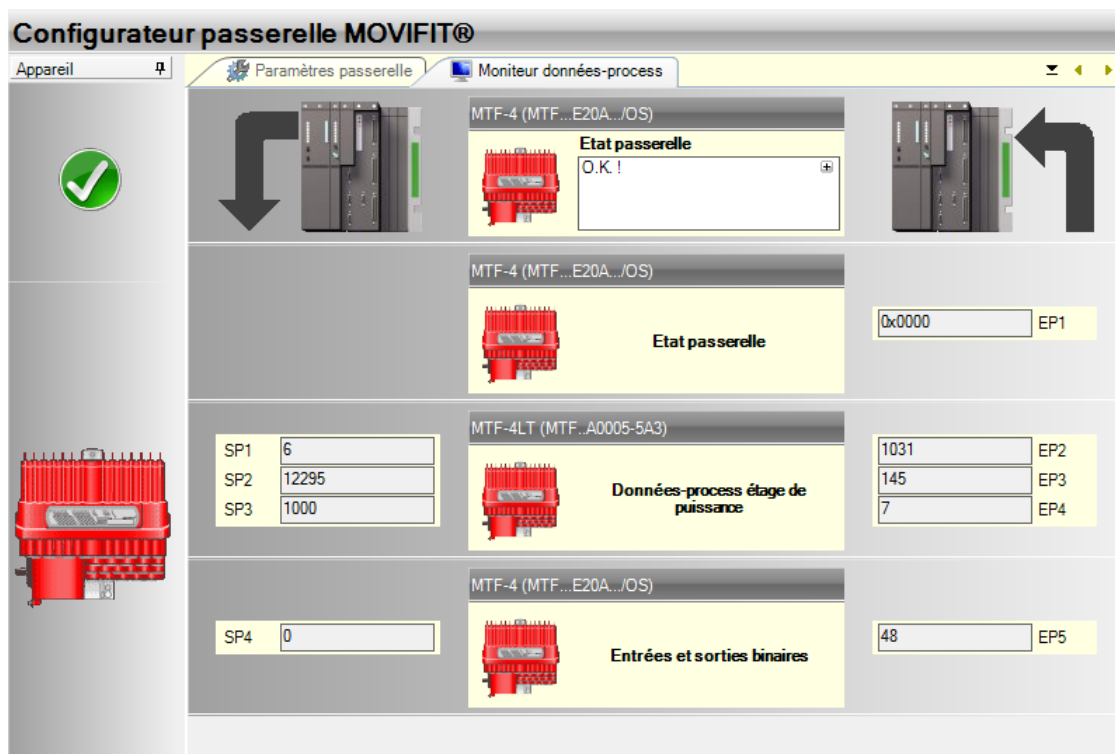 Configurateur passerelle MOVIFIT®
Appareil
Paramètres passerelle
Moniteur données-process
MTF-4 (MTF...E20A.../OS)
Etat passerelle
O.K. !
MTF-4 (MTF...E20A.../OS)
Etat passerelle
0x0000 EP1
MTF-4LT (MTF..A0005-5A3)
SP1 6
SP2 12295
SP3 1000
Données-process étage de
puissance
1031 EP2
145 EP3
7 EP4
MTF-4 (MTF...E20A.../OS)
SP4 0
Entrées et sorties binaires
48 EP5